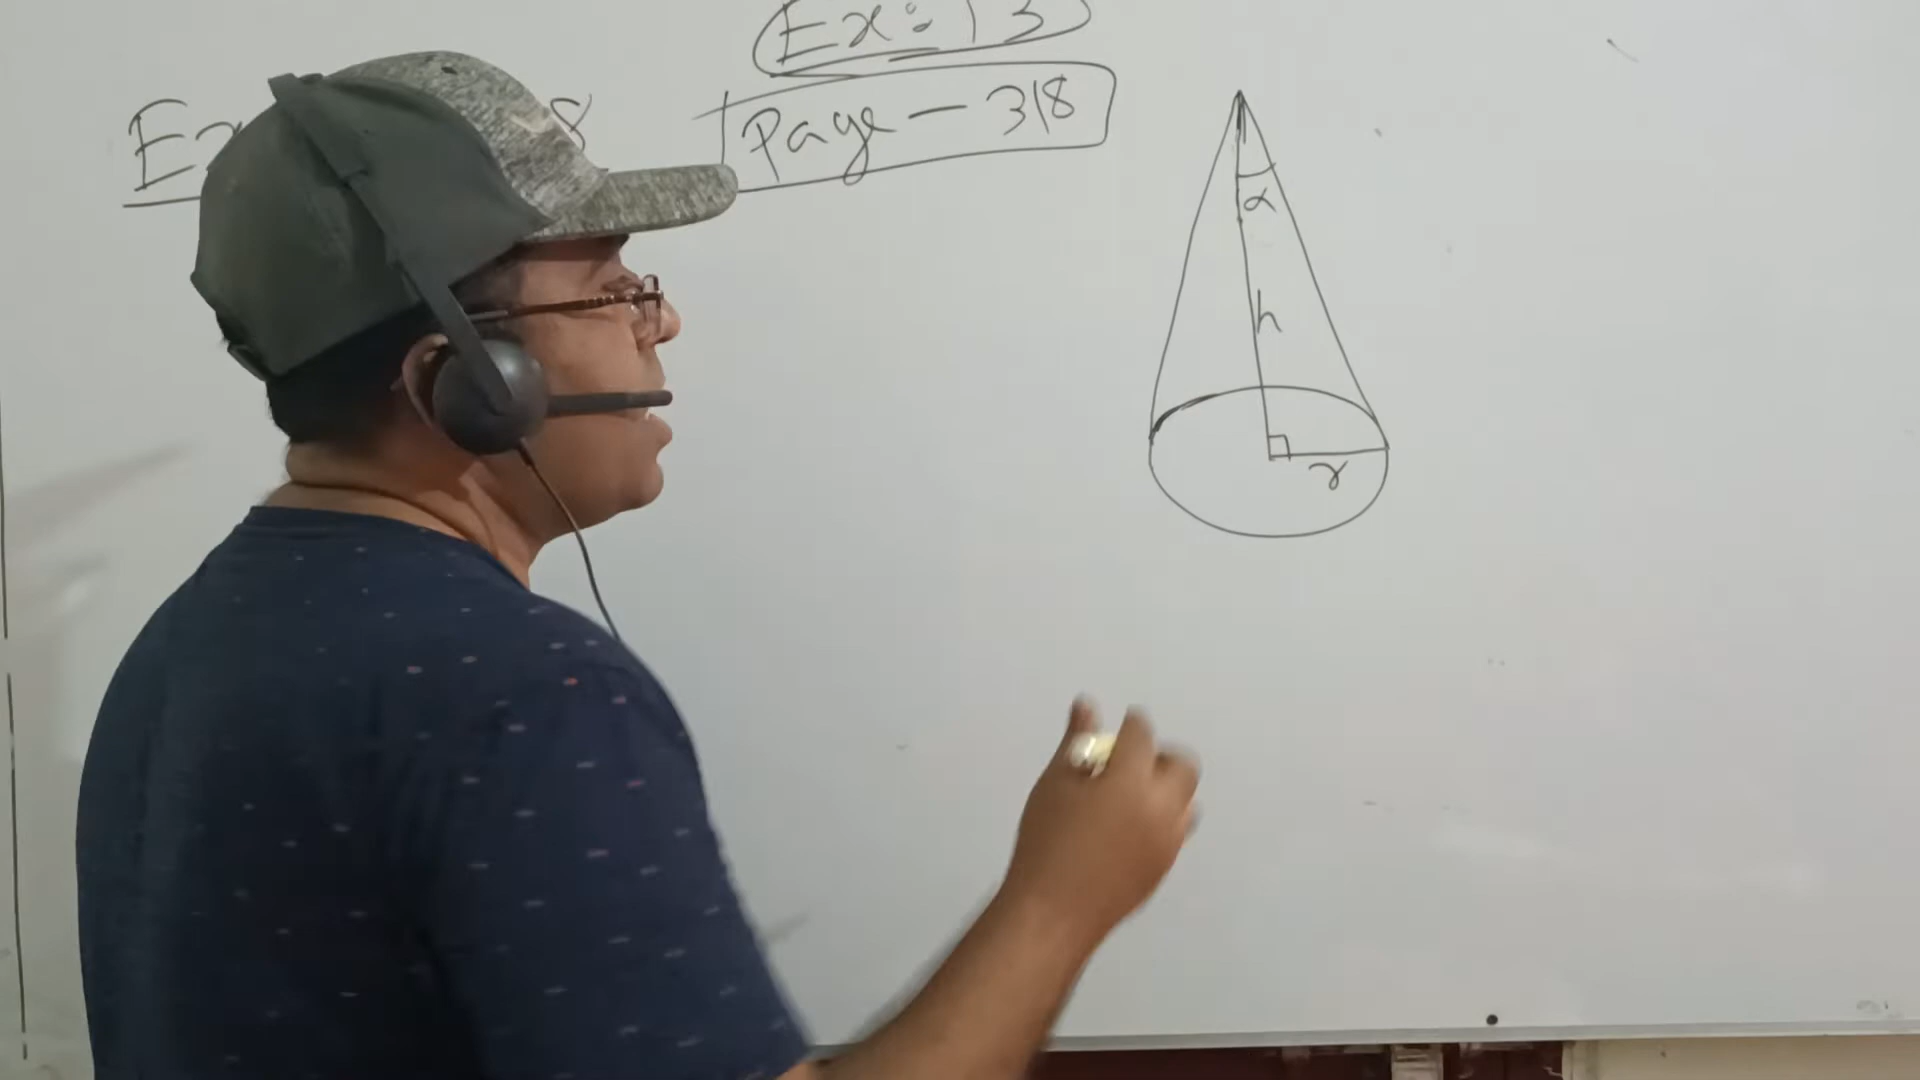 Ex: 13
Page - 318
α
h
r